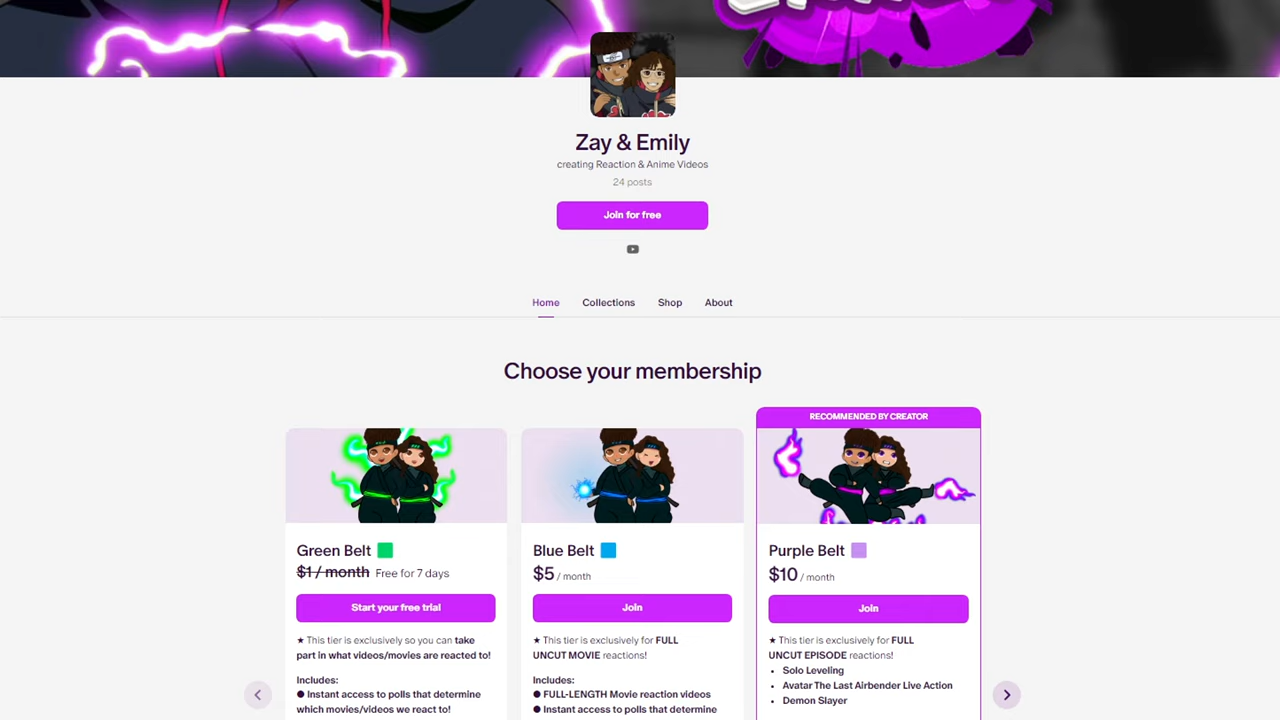 Zay & Emily
creating Reaction & Anime Videos
24 posts
Join for free
Home Collections Shop About
Choose your membership
Green Belt
$1 / month Free for 7 days
Start your free trial
★ This tier is exclusively so you can take
part in what videos/movies are reacted to!
Includes:
● Instant access to polls that determine
which movies/videos we react to!
Blue Belt
$5 / month
Join
★ This tier is exclusively for FULL
UNCUT MOVIE reactions!
Includes:
● FULL-LENGTH Movie reaction videos
● Instant access to polls that determine
RECOMMENDED BY CREATOR
Purple Belt
$10 / month
Join
★ This tier is exclusively for FULL
UNCUT EPISODE reactions!
• Solo Leveling
• Avatar The Last Airbender Live Action
• Demon Slayer